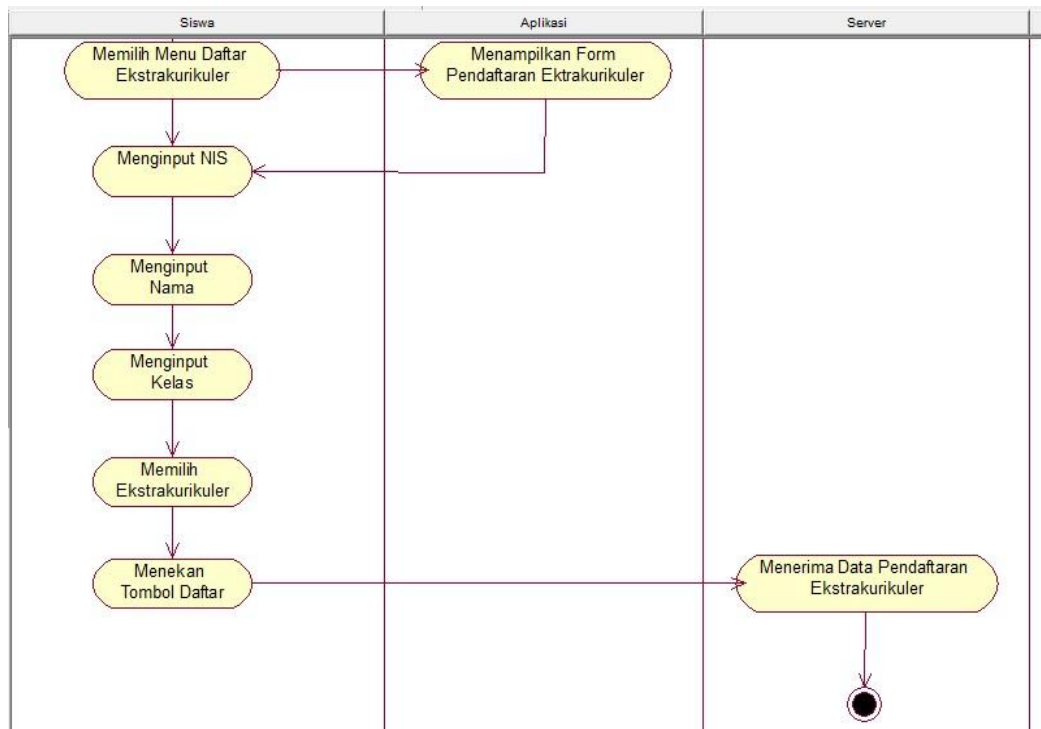 Siswa
Aplikasi
Server
Memilih Menu Daftar
Ekstrakurikuler
Menampilkan Form
Pendaftaran Ektrakurikuler
Menginput NIS
Menginput
Nama
Menginput
Kelas
Memilih
Ekstrakurikuler
Menekan
Tombol Daftar
Menerima Data Pendaftaran
Ekstrakurikuler